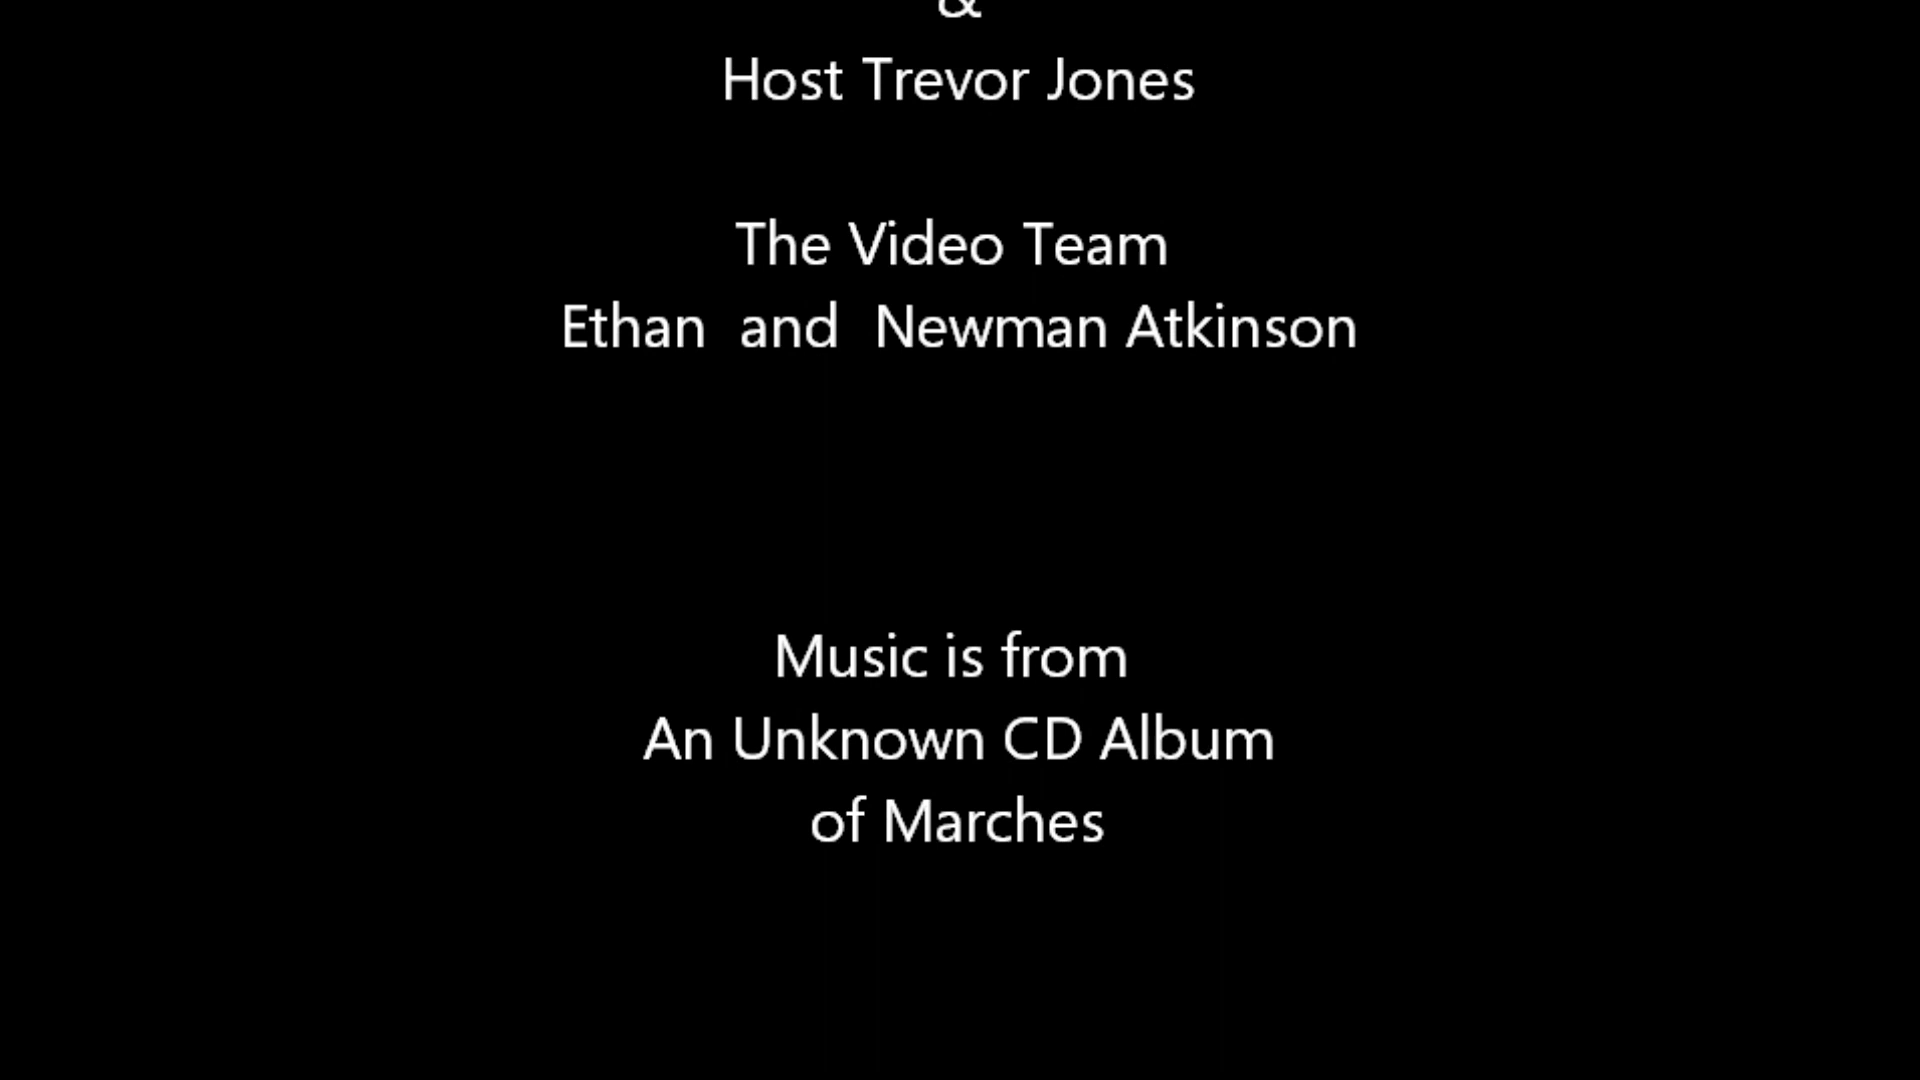 &
Host Trevor Jones
The Video Team
Ethan and Newman Atkinson
Music is from
An Unknown CD Album
of Marches